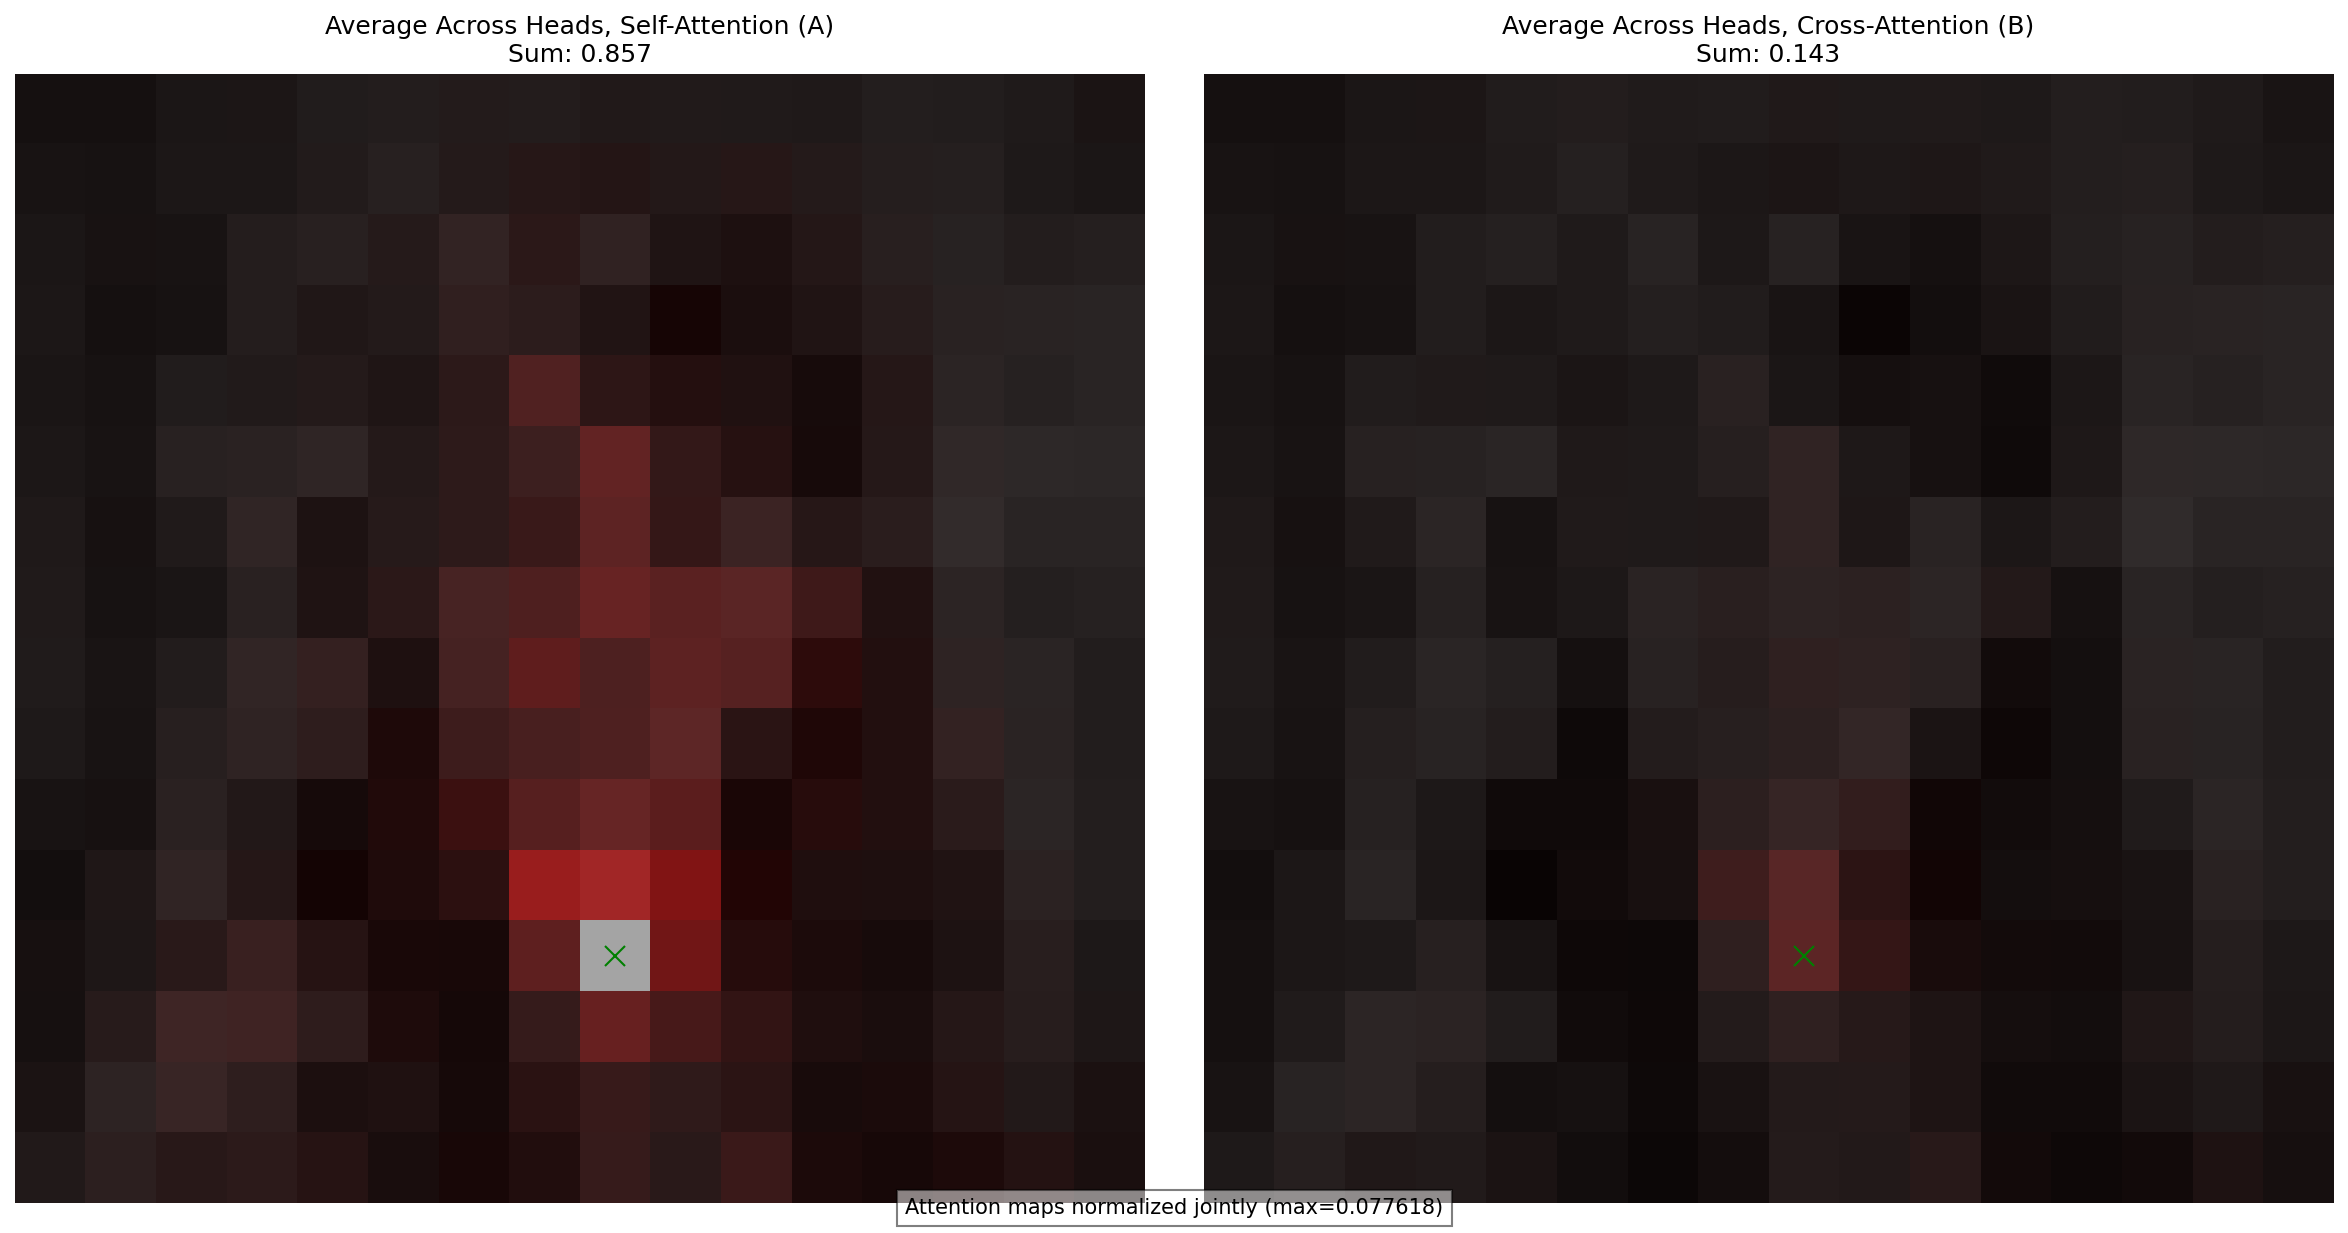 Average Across Heads, Self-Attention (A)
Sum: 0.857
Average Across Heads, Cross-Attention (B)
Sum: 0.143
Attention maps normalized jointly (max=0.077618)